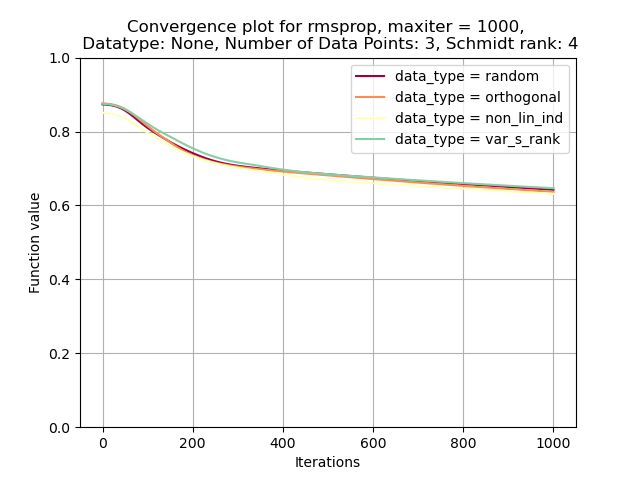 Convergence plot for rmsprop, maxiter = 1000,
Datatype: None, Number of Data Points: 3, Schmidt rank: 4
data_type = random
data_type = orthogonal
data_type = non_lin_ind
data_type = var_s_rank
Function value
1.0
0.8
0.6
0.4
0.2
0.0
0 200 400 600 800 1000
Iterations